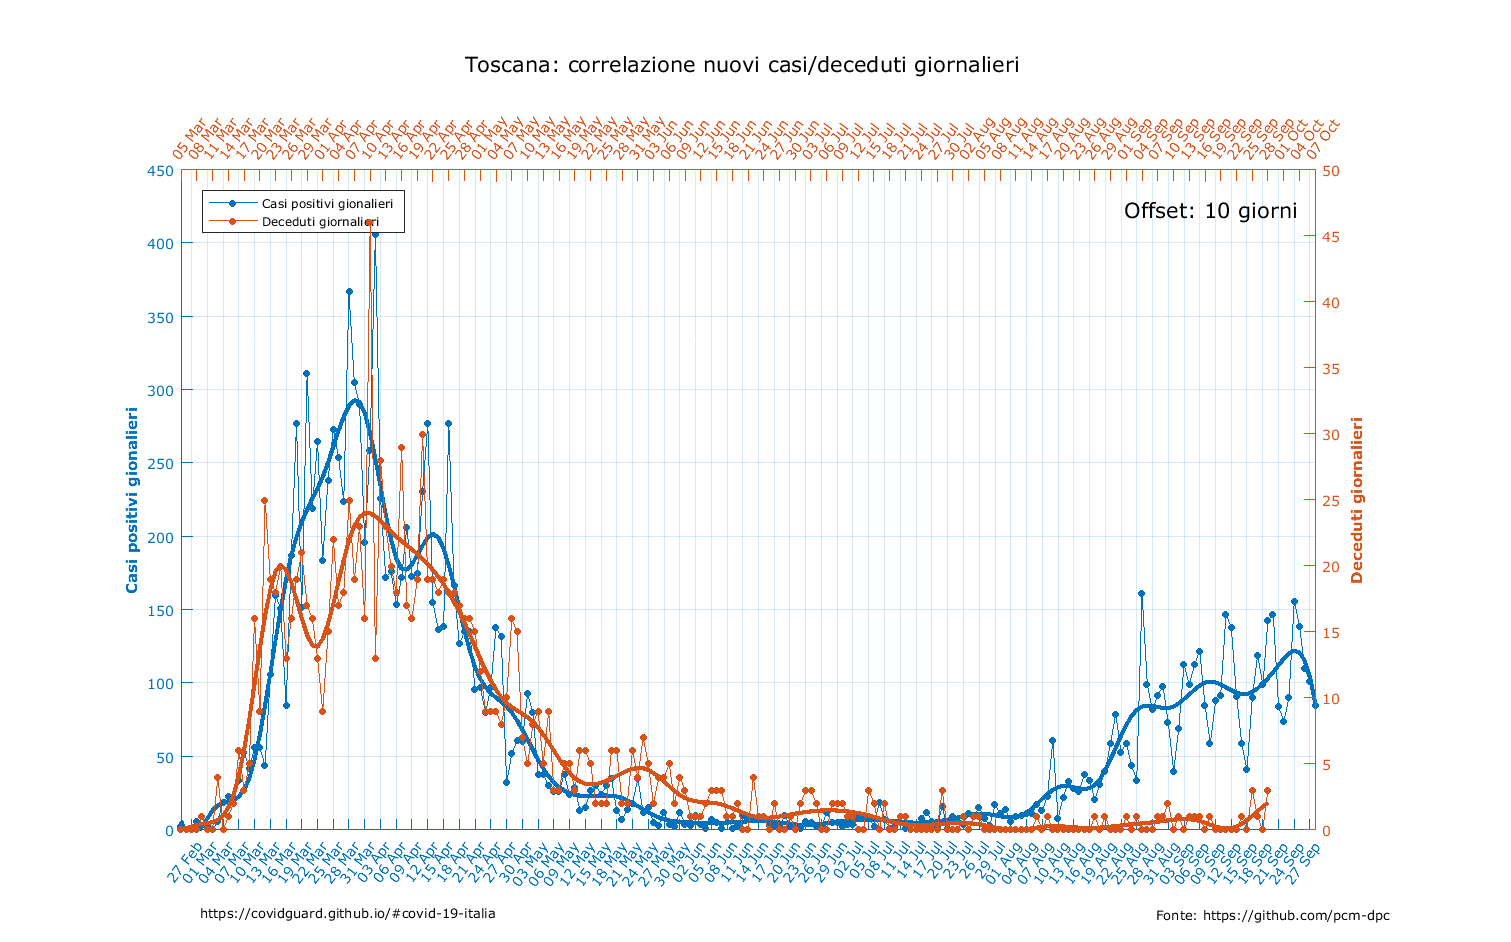 Toscana: correlazione nuovi casi/deceduti giornalieri
05 Mar
08 Mar
11 Mar
14 Mar
17 Mar
20 Mar
23 Mar
26 Mar
29 Mar
01 Apr
04 Apr
07 Apr
10 Apr
13 Apr
16 Apr
19 Apr
22 Apr
25 Apr
28 Apr
01 May
04 May
07 May
10 May
13 May
16 May
19 May
22 May
25 May
28 May
31 May
03 Jun
06 Jun
09 Jun
12 Jun
15 Jun
18 Jun
21 Jun
24 Jun
27 Jun
30 Jun
03 Jul
06 Jul
09 Jul
12 Jul
15 Jul
18 Jul
21 Jul
24 Jul
27 Jul
30 Jul
02 Aug
05 Aug
08 Aug
11 Aug
14 Aug
17 Aug
20 Aug
23 Aug
26 Aug
29 Aug
01 Sep
04 Sep
07 Sep
10 Sep
13 Sep
16 Sep
19 Sep
22 Sep
25 Sep
28 Sep
01 Oct
04 Oct
07 Oct
Casi positivi gionalieri
Deceduti giornalieri
Offset: 10 giorni
450
400
350
300
250
200
150
100
50
0
Casi positivi gionalieri
50
45
40
35
30
25
20
15
10
5
0
Deceduti giornalieri
27 Feb
01 Mar
04 Mar
07 Mar
10 Mar
13 Mar
16 Mar
19 Mar
22 Mar
25 Mar
28 Mar
31 Mar
03 Apr
06 Apr
09 Apr
12 Apr
15 Apr
18 Apr
21 Apr
24 Apr
27 Apr
30 Apr
03 May
06 May
09 May
12 May
15 May
18 May
21 May
24 May
27 May
30 May
02 Jun
05 Jun
08 Jun
11 Jun
14 Jun
17 Jun
20 Jun
23 Jun
26 Jun
29 Jun
02 Jul
05 Jul
08 Jul
11 Jul
14 Jul
17 Jul
20 Jul
23 Jul
26 Jul
29 Jul
01 Aug
04 Aug
07 Aug
10 Aug
13 Aug
16 Aug
19 Aug
22 Aug
25 Aug
28 Aug
31 Aug
03 Sep
06 Sep
09 Sep
12 Sep
15 Sep
18 Sep
21 Sep
24 Sep
27 Sep
https://covidguard.github.io/#covid-19-italia
Fonte: https://github.com/pcm-dpc